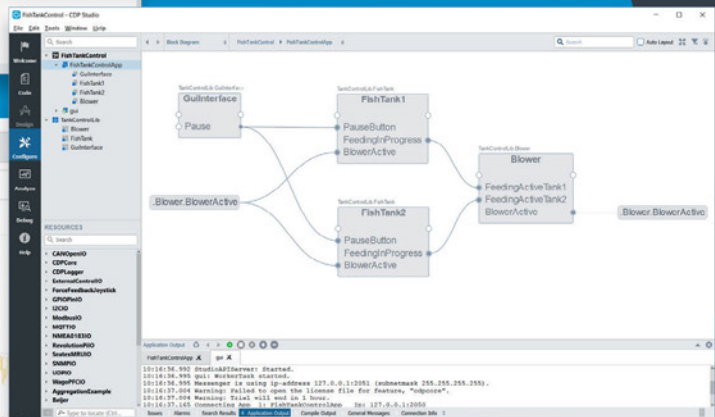 FishTankControl - CDP Studio
File Edit Tools Window Help
Welcome
Code
Design
Configure
Analyze
Debug
Help
Search
FishTankControl
FishTankControlApp
GuiInterface
FishTank1
FishTank2
Blower
gui
TankControlLib
Blower
FishTank
GuiInterface
RESOURCES
Search
CANOpenIO
CDPCore
CDPLogger
ExternalControlIO
ForceFeedbackJoystick
GPIOPinIO
I2CIO
ModbusIO
MQTTIO
NMEA0183IO
RevolutionPiIO
SeatexMRUIO
SNMPIO
UDPIO
WagoPFCIO
AggregationExample
Beijer
Block Diagram FishTankControl FishTankControlApp
Search Auto Layout
TankControlLib.GuiInterface
GuiInterface
Pause
TankControlLib.FishTank
FishTank1
PauseButton
FeedingInProgress
BlowerActive
.Blower.BlowerActive
TankControlLib.FishTank
FishTank2
PauseButton
FeedingInProgress
BlowerActive
TankControlLib.Blower
Blower
FeedingActiveTank1
FeedingActiveTank2
BlowerActive
.Blower.BlowerActive
Application Output
FishTankControlApp gui
10:16:36.992 StudioAPIServer: Started.
10:16:36.995 gui: WorkerTask started.
10:16:36.995 Messenger is using ip-address 127.0.0.1:2051 (subnetmask 255.255.255.255).
10:16:37.004 Warning: Failed to open the license file for feature, "cdpcore".
10:16:37.004 Warning: Trial will end in 1 hour.
10:16:37.165 Connecting App 1: FishTankControlApp Ip: 127.0.0.1:2050
Type to locate (Ctrl... Issues Alarms Search Results 4 Application Output Compile Output General Messages Connection Info